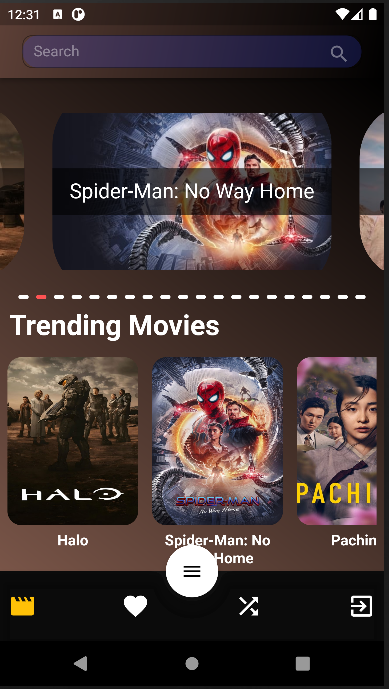 12:31
Search
Spider-Man: No Way Home
Trending Movies
HALO
SPIDER-MAN
No Way Home
PACHI
Halo
Spider-Man: No
Home
Pachin